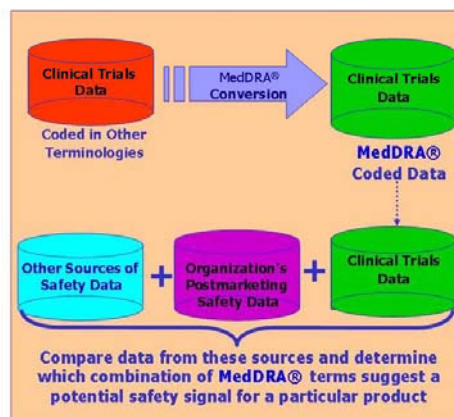 Clinical Trials
Data
Coded in Other
Terminologies
MedDRA®
Conversion
Clinical Trials
Data
MedDRA®
Coded Data
Other Sources of
Safety Data
+
Organization's
Postmarketing
Safety Data
+
Clinical Trials
Data
Compare data from these sources and determine
which combination of MedDRA® terms suggest a
potential safety signal for a particular product